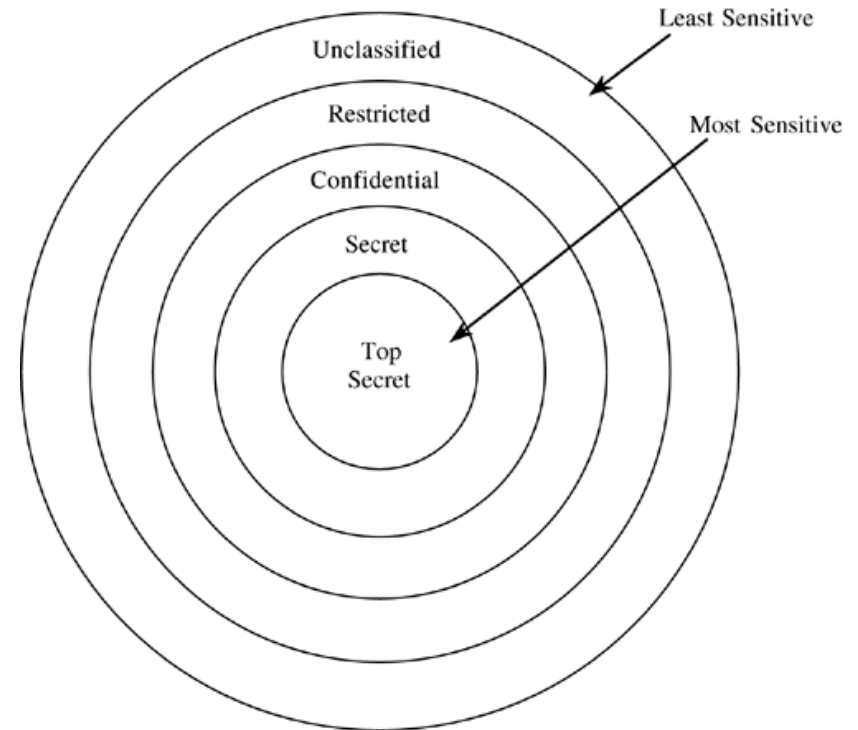 Least Sensitive
Unclassified
Restricted
Most Sensitive
Confidential
Secret
Top
Secret